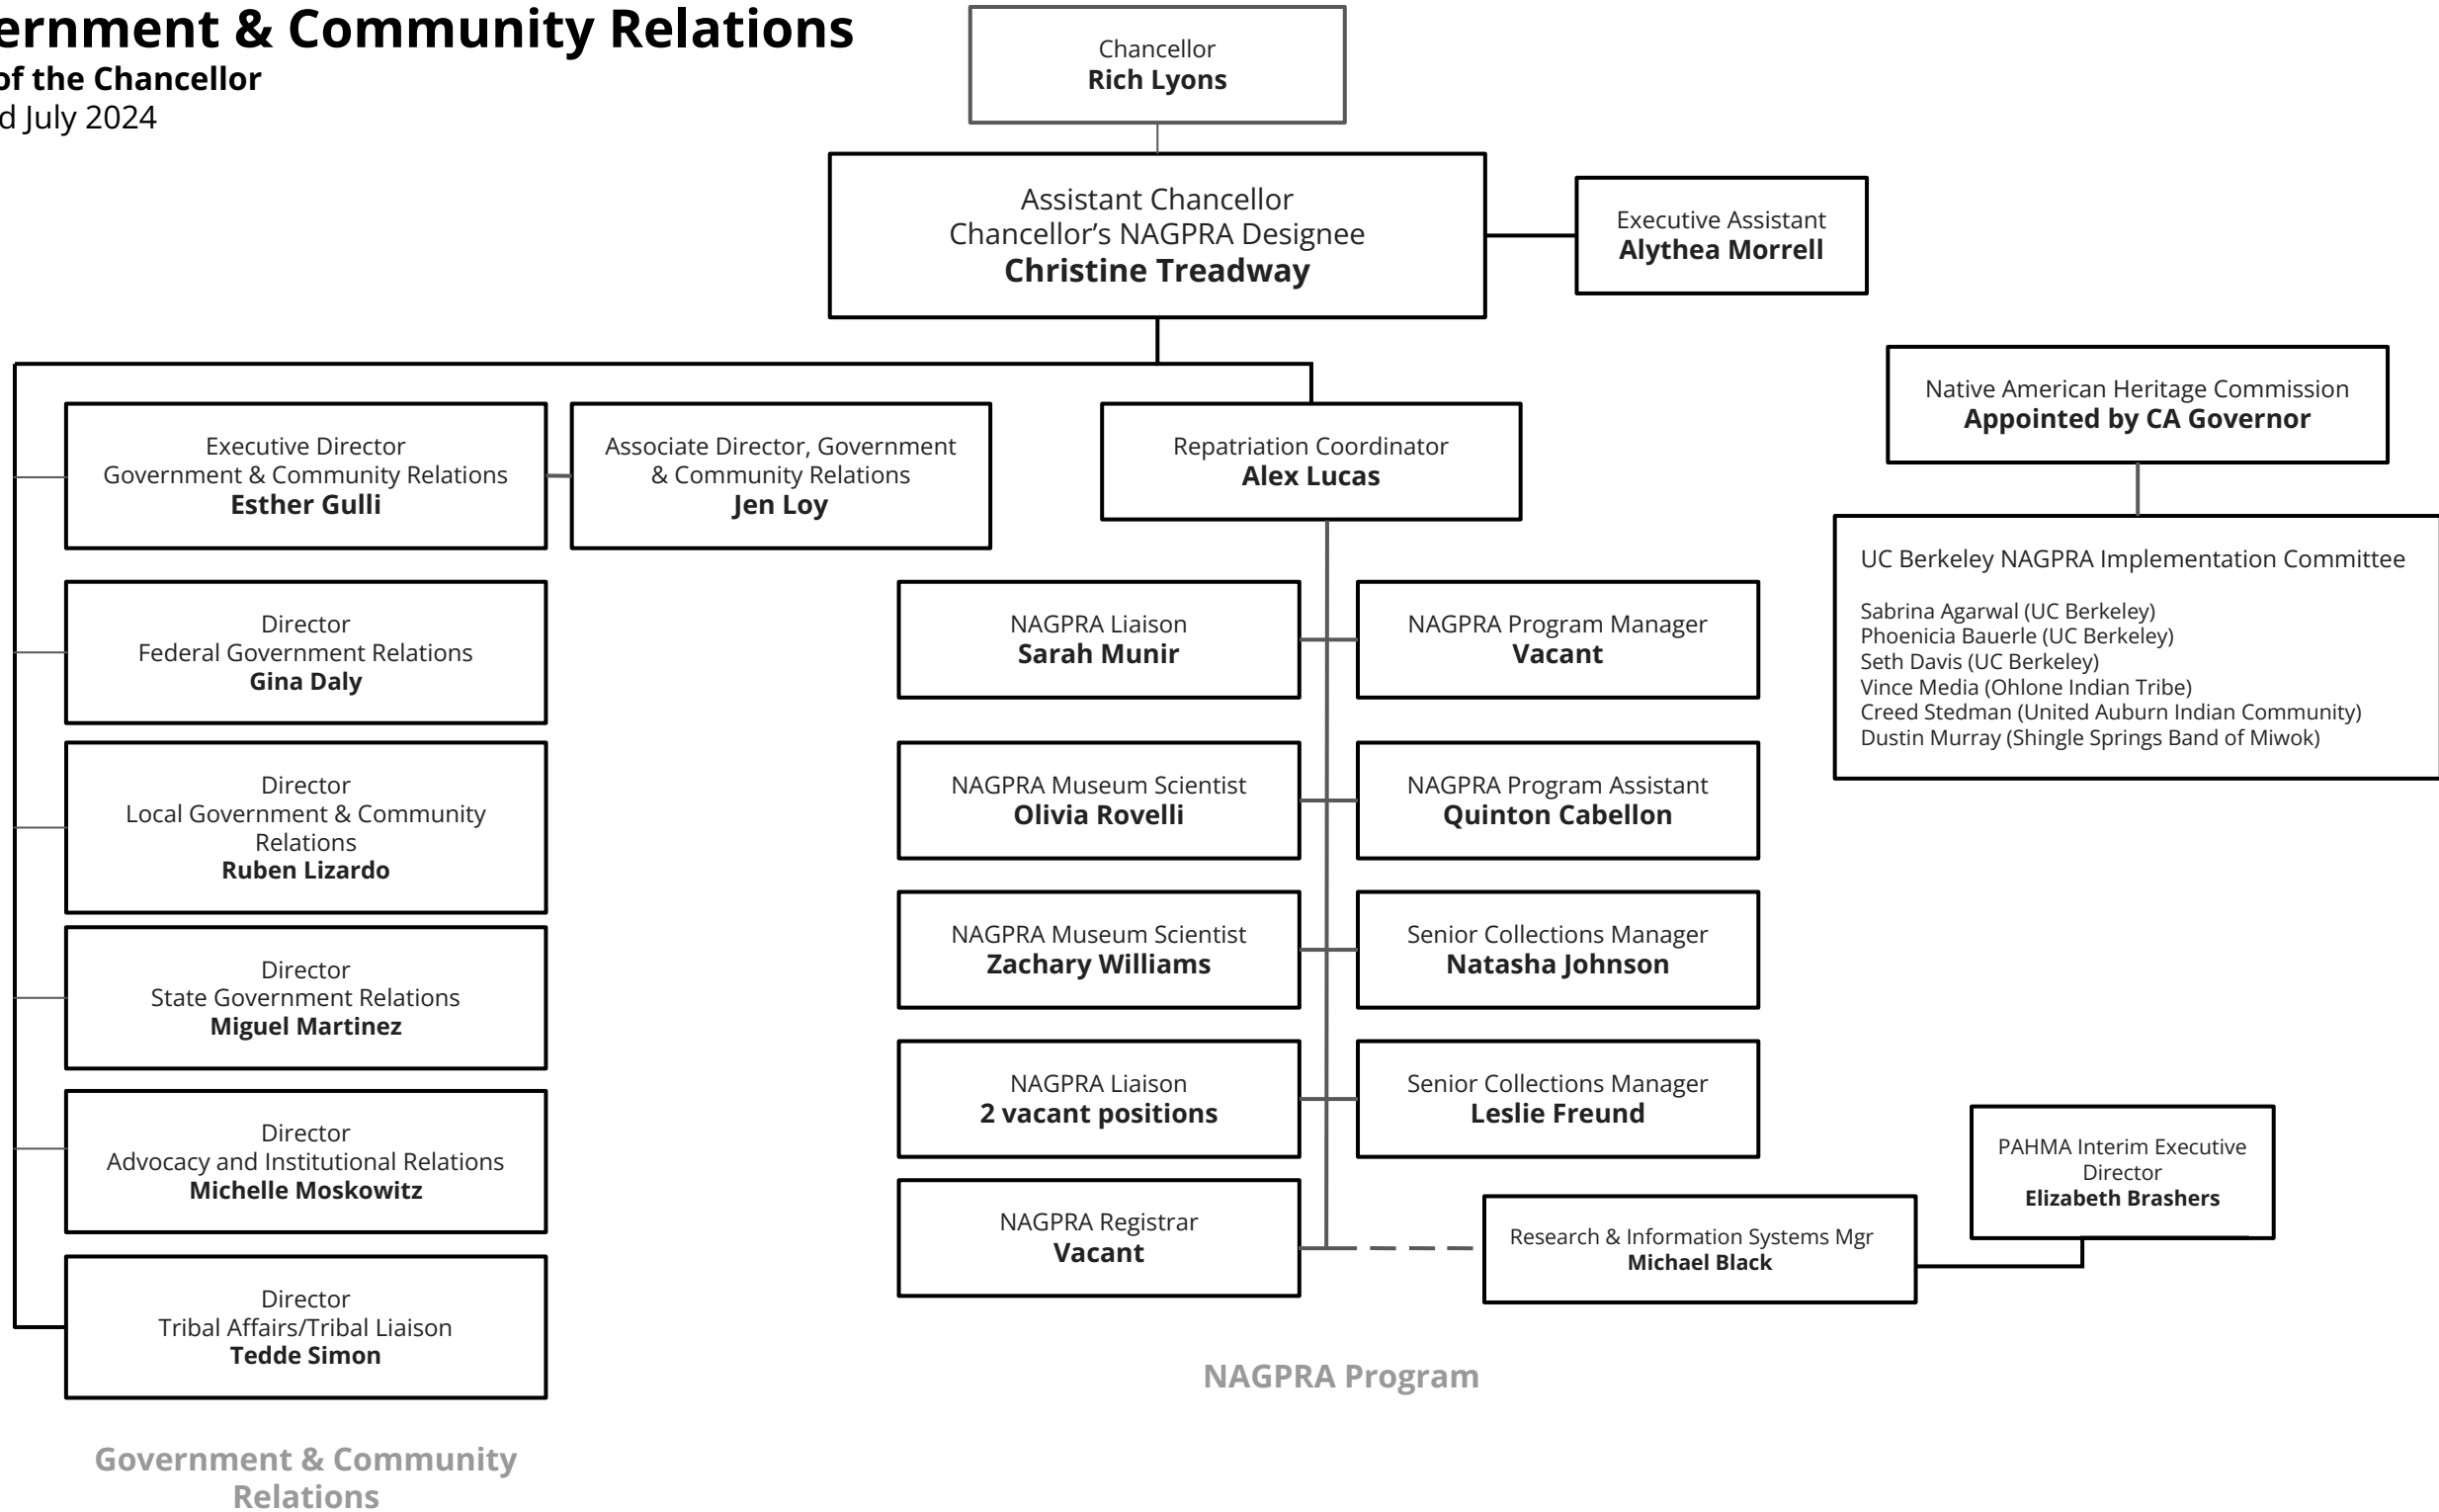 ernment & Community Relations
of the Chancellor
d July 2024
Chancellor
Rich Lyons
Assistant Chancellor
Chancellor’s NAGPRA Designee
Christine Treadway
Executive Assistant
Alythea Morrell
Native American Heritage Commission
Appointed by CA Governor
Executive Director
Government & Community Relations
Esther Gulli
Associate Director, Government
& Community Relations
Jen Loy
Repatriation Coordinator
Alex Lucas
UC Berkeley NAGPRA Implementation Committee
Sabrina Agarwal (UC Berkeley)
Phoenicia Bauerle (UC Berkeley)
Seth Davis (UC Berkeley)
Vince Media (Ohlone Indian Tribe)
Creed Stedman (United Auburn Indian Community)
Dustin Murray (Shingle Springs Band of Miwok)
Director
Federal Government Relations
Gina Daly
NAGPRA Liaison
Sarah Munir
NAGPRA Program Manager
Vacant
Director
Local Government & Community
Relations
Ruben Lizardo
NAGPRA Museum Scientist
Olivia Rovelli
NAGPRA Program Assistant
Quinton Cabellon
Director
State Government Relations
Miguel Martinez
NAGPRA Museum Scientist
Zachary Williams
Senior Collections Manager
Natasha Johnson
Director
Advocacy and Institutional Relations
Michelle Moskowitz
NAGPRA Liaison
2 vacant positions
Senior Collections Manager
Leslie Freund
PAHMA Interim Executive
Director
Elizabeth Brashers
Director
Tribal Affairs/Tribal Liaison
Tedde Simon
NAGPRA Registrar
Vacant
Research & Information Systems Mgr
Michael Black
NAGPRA Program
Government & Community
Relations